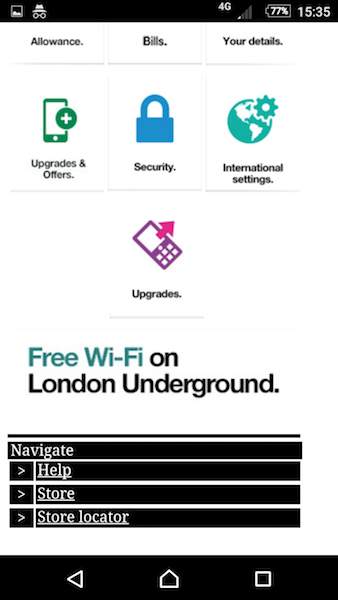 4G 77% 15:35
Allowance. Bills. Your details.
Upgrades &
Offers.
Security.
International
settings.
Upgrades.
Free Wi-Fi on
London Underground.
Navigate
> Help
> Store
> Store locator